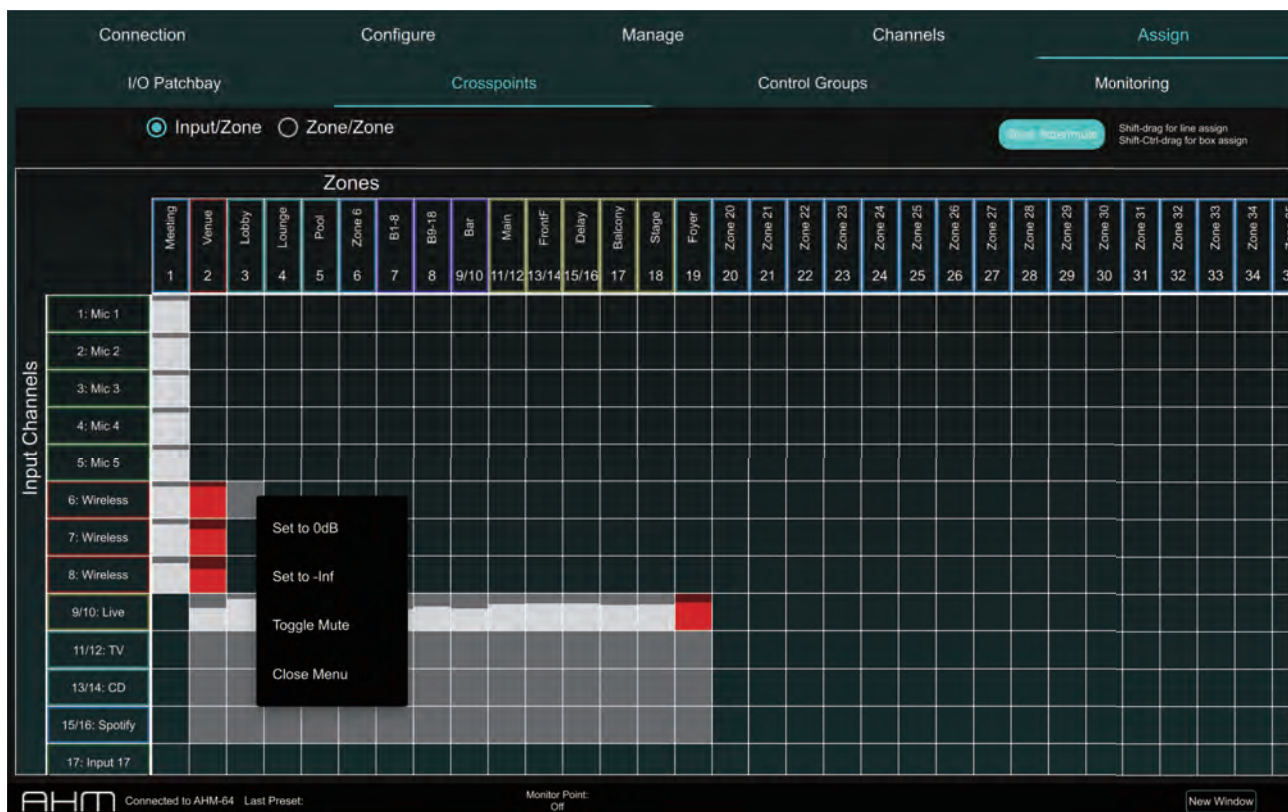 Connection Configure Manage Channels Assign
I/O Patchbay Crosspoints Control Groups Monitoring
Input/Zone Zone/Zone
Shift-drag for line assign
Shift-Ctrl-drag for box assign
Zones
Meeting Venue Lobby Lounge Pool Zone 6 B1-8 B9-18 Bar Main FrontF Delay Balcony Stage Foyer Zone 20 Zone 21 Zone 22 Zone 23 Zone 24 Zone 25 Zone 26 Zone 27 Zone 28 Zone 29 Zone 30 Zone 31 Zone 32 Zone 33 Zone 34
1 2 3 4 5 6 7 8 9/10 11/12 13/14 15/16 17 18 19 20 21 22 23 24 25 26 27 28 29 30 31 32 33 34
Input Channels
1: Mic 1
2: Mic 2
3: Mic 3
4: Mic 4
5: Mic 5
6: Wireless
7: Wireless
8: Wireless
9/10: Live
11/12: TV
13/14: CD
15/16: Spotify
17: Input 17
Set to 0dB
Set to -Inf
Toggle Mute
Close Menu
AHM Connected to AHM-64 Last Preset:
Monitor Point:
Off
New Window